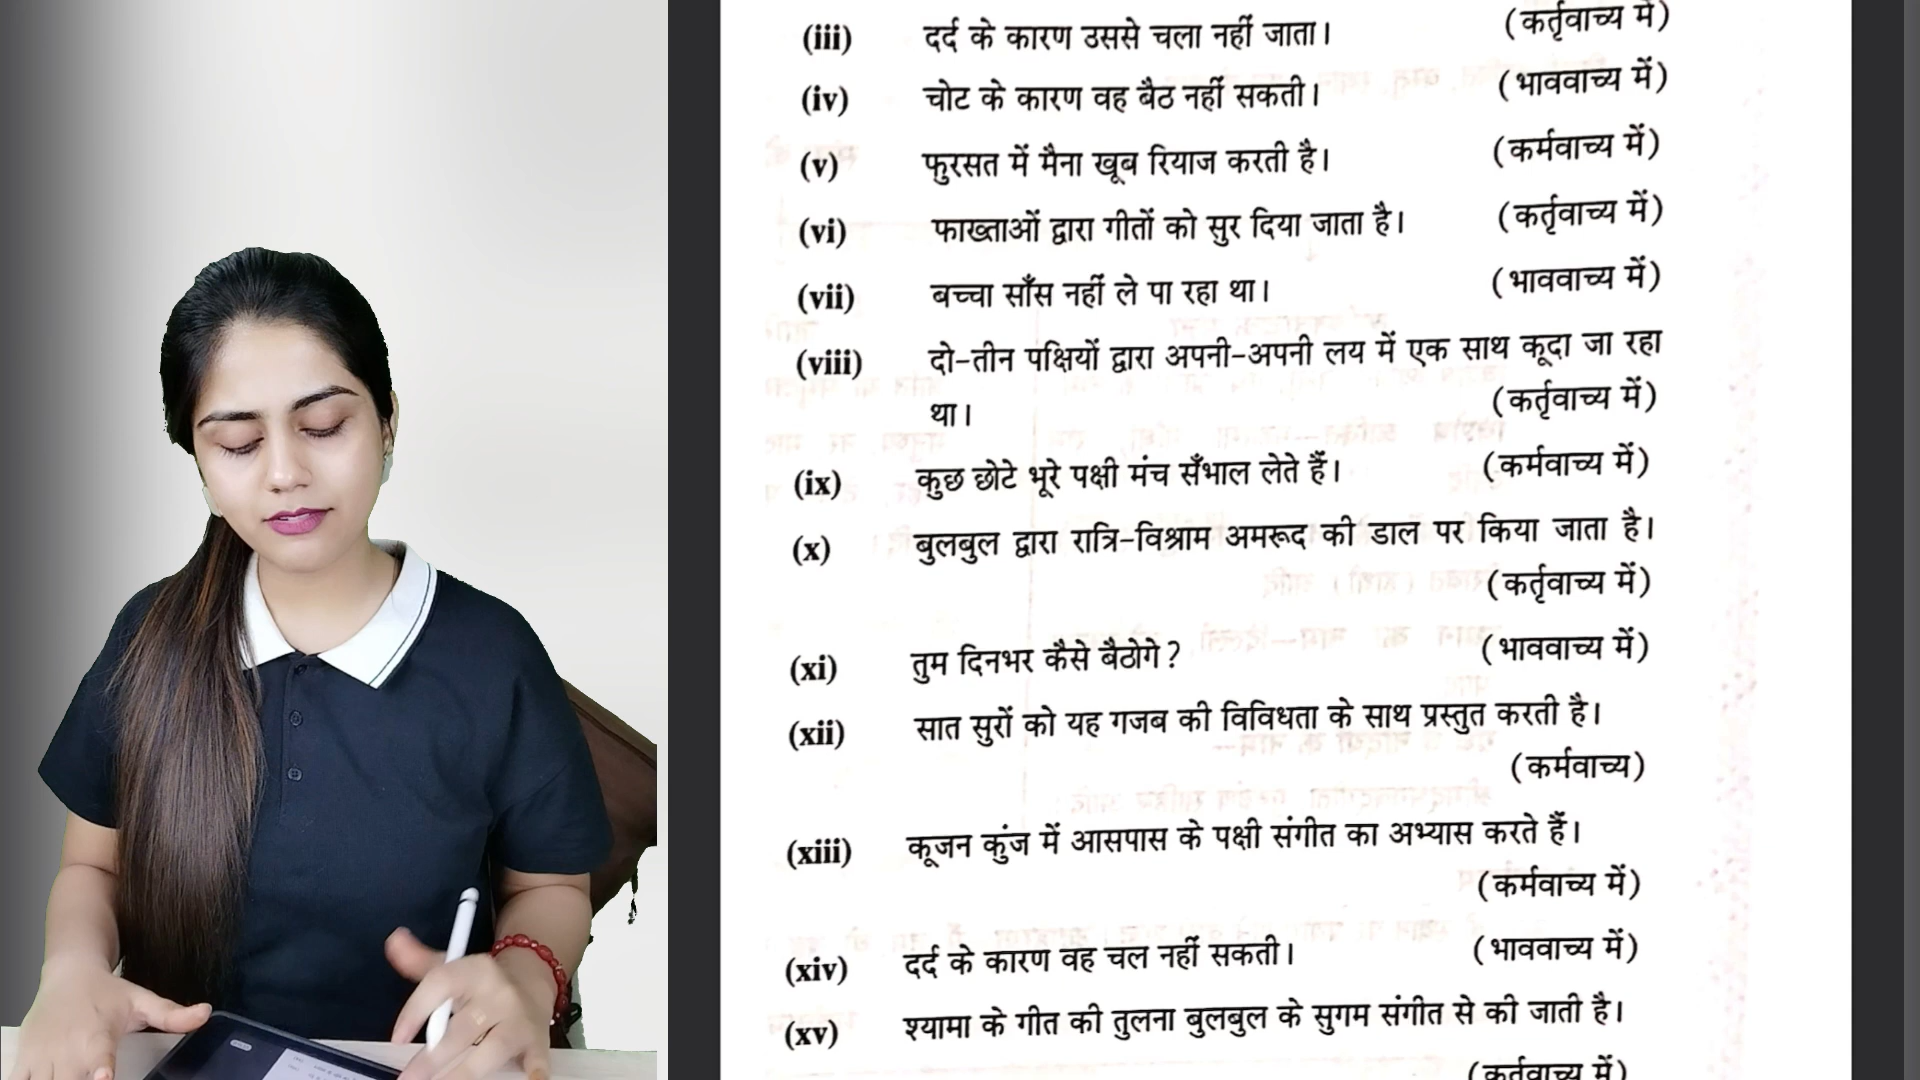 (iii) दर्द के कारण उससे चला नहीं जाता। (कर्तृवाच्य में)
(iv) चोट के कारण वह बैठ नहीं सकती। (भाववाच्य में)
(v) फुरसत में मैना खूब रियाज करती है। (कर्मवाच्य में)
(vi) फाख्ताओं द्वारा गीतों को सुर दिया जाता है। (कर्तृवाच्य में)
(vii) बच्चा साँस नहीं ले पा रहा था। (भाववाच्य में)
(viii) दो-तीन पक्षियों द्वारा अपनी-अपनी लय में एक साथ कूदा जा रहा
था। (कर्तृवाच्य में)
(ix) कुछ छोटे भूरे पक्षी मंच सँभाल लेते हैं। (कर्मवाच्य में)
(x) बुलबुल द्वारा रात्रि-विश्राम अमरूद की डाल पर किया जाता है।
(कर्तृवाच्य में)
(xi) तुम दिनभर कैसे बैठोगे? (भाववाच्य में)
(xii) सात सुरों को यह गजब की विविधता के साथ प्रस्तुत करती है।
(कर्मवाच्य)
(xiii) कूजन कुंज में आसपास के पक्षी संगीत का अभ्यास करते हैं।
(कर्मवाच्य में)
(xiv) दर्द के कारण वह चल नहीं सकती। (भाववाच्य में)
(xv) श्यामा के गीत की तुलना बुलबुल के सुगम संगीत से की जाती है।
(कर्तृवाच्य में)